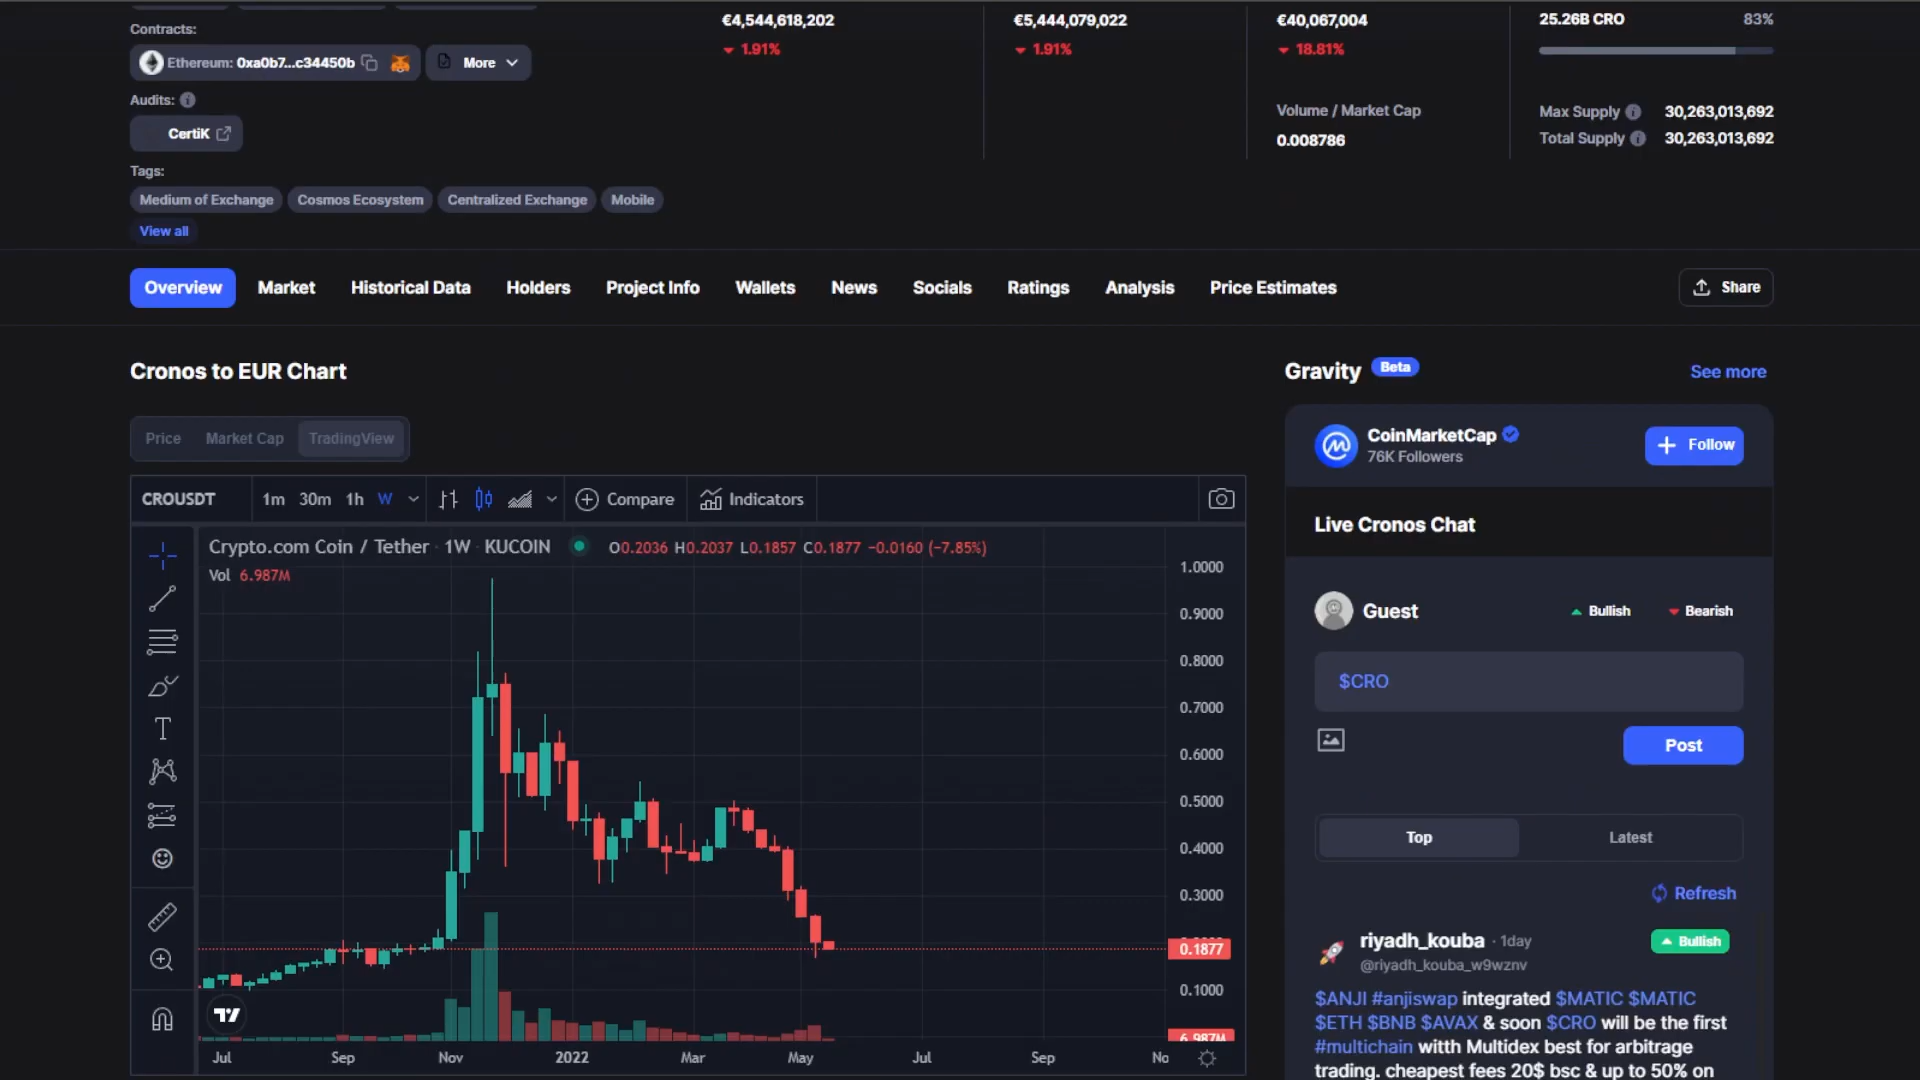 Contracts:
€4,544,618,202
€5,444,079,022
€40,067,004
25.26B CRO
83%
1.91%
1.91%
18.81%
Ethereum: 0xa0b7...c34450b
More
Audits:
CertiK
Volume / Market Cap
0.008786
Max Supply 30,263,013,692
Total Supply 30,263,013,692
Tags:
Medium of Exchange
Cosmos Ecosystem
Centralized Exchange
Mobile
View all
Overview
Market
Historical Data
Holders
Project Info
Wallets
News
Socials
Ratings
Analysis
Price Estimates
Share
Cronos to EUR Chart
Price
Market Cap
TradingView
CROUSDT
1m
30m
1h
W
Compare
Indicators
Crypto.com Coin / Tether · 1W · KUCOIN
O0.2036 H0.2037 L0.1857 C0.1877 −0.0160 (−7.85%)
Vol 6.987M
1.0000
0.9000
0.8000
0.7000
0.6000
0.5000
0.4000
0.3000
0.1877
0.1000
6.987M
Jul
Sep
Nov
2022
Mar
May
Jul
Sep
No
Gravity Beta
See more
CoinMarketCap
76K Followers
Follow
Live Cronos Chat
Guest
Bullish
Bearish
$CRO
Post
Top
Latest
Refresh
riyadh_kouba · 1day
Bullish
@riyadh_kouba_w9wznv
$ANJI #anjiswap integrated $MATIC $MATIC
$ETH $BNB $AVAX & soon $CRO will be the first
#multichain witth Multidex best for arbitrage
trading. cheapest fees 20$ bsc & up to 50% on